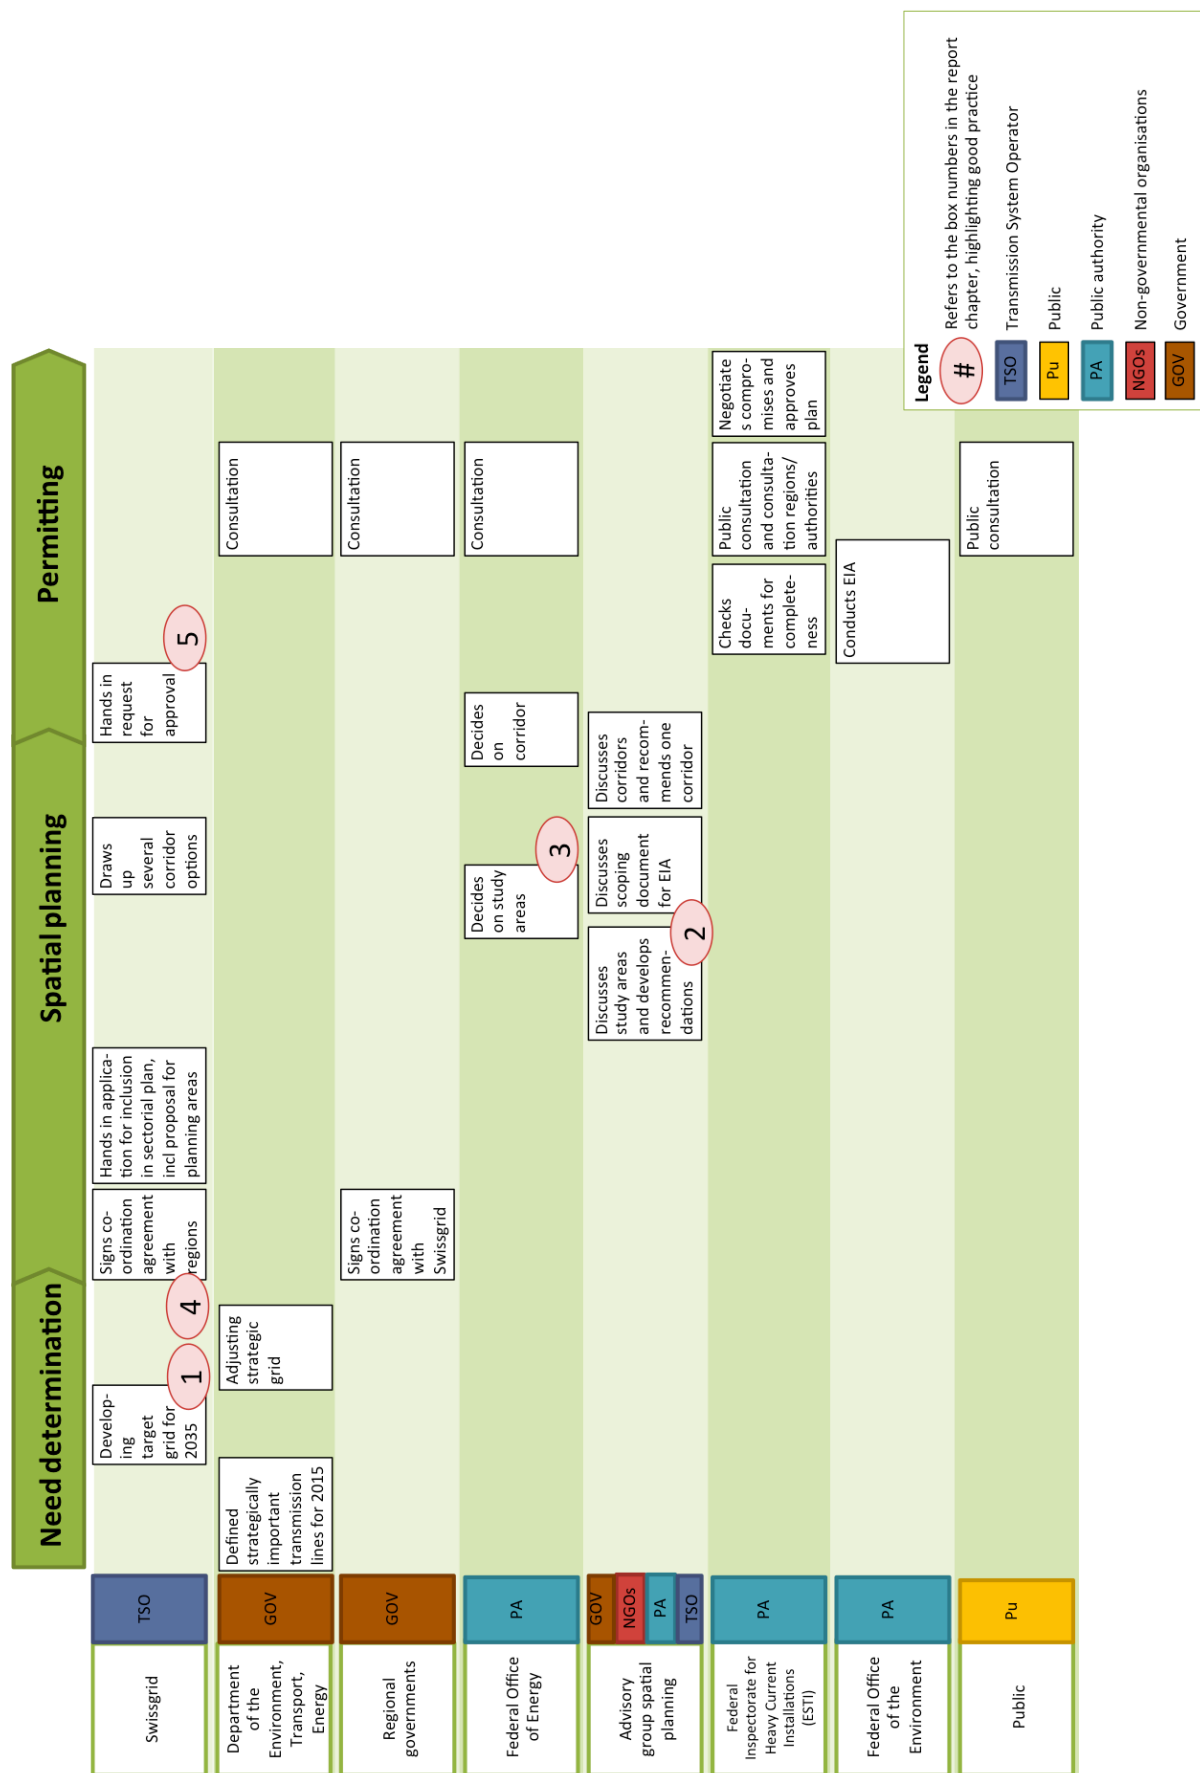 Need determination
Spatial planning
Permitting
Swissgrid
TSO
Develop-
ing
target
grid for
2035
1
4
Signs co-
ordination
agreement
with
regions
Hands in applica-
tion for inclusion
in sectorial plan,
incl proposal for
planning areas
Draws
up
several
corridor
options
Hands in
request
for
approval
5
Department
of the
Environment,
Transport,
Energy
GOV
Defined
strategically
important
transmission
lines for 2015
Adjusting
strategic
grid
Consultation
Regional
governments
GOV
Signs co-
ordination
agreement
with
Swissgrid
Consultation
Federal Office
of Energy
PA
Decides
on study
areas
3
Decides
on
corridor
Consultation
Advisory
group spatial
planning
GOV
NGOs
PA
TSO
Discusses
study areas
and develops
recommen-
dations
2
Discusses
scoping
document
for EIA
Discusses
corridors
and recom-
mends one
corridor
Federal
Inspectorate for
Heavy Current
Installations
(ESTI)
PA
Checks
docu-
ments for
complete-
ness
Public
consultation
and consulta-
tion regions/
authorities
Negotiate
s compro-
mises and
approves
plan
Federal Office
of the
Environment
PA
Conducts EIA
Public
Pu
Public
consultation
Legend
#
Refers to the box numbers in the report
chapter, highlighting good practice
TSO
Transmission System Operator
Pu
Public
PA
Public authority
NGOs
Non-governmental organisations
GOV
Government